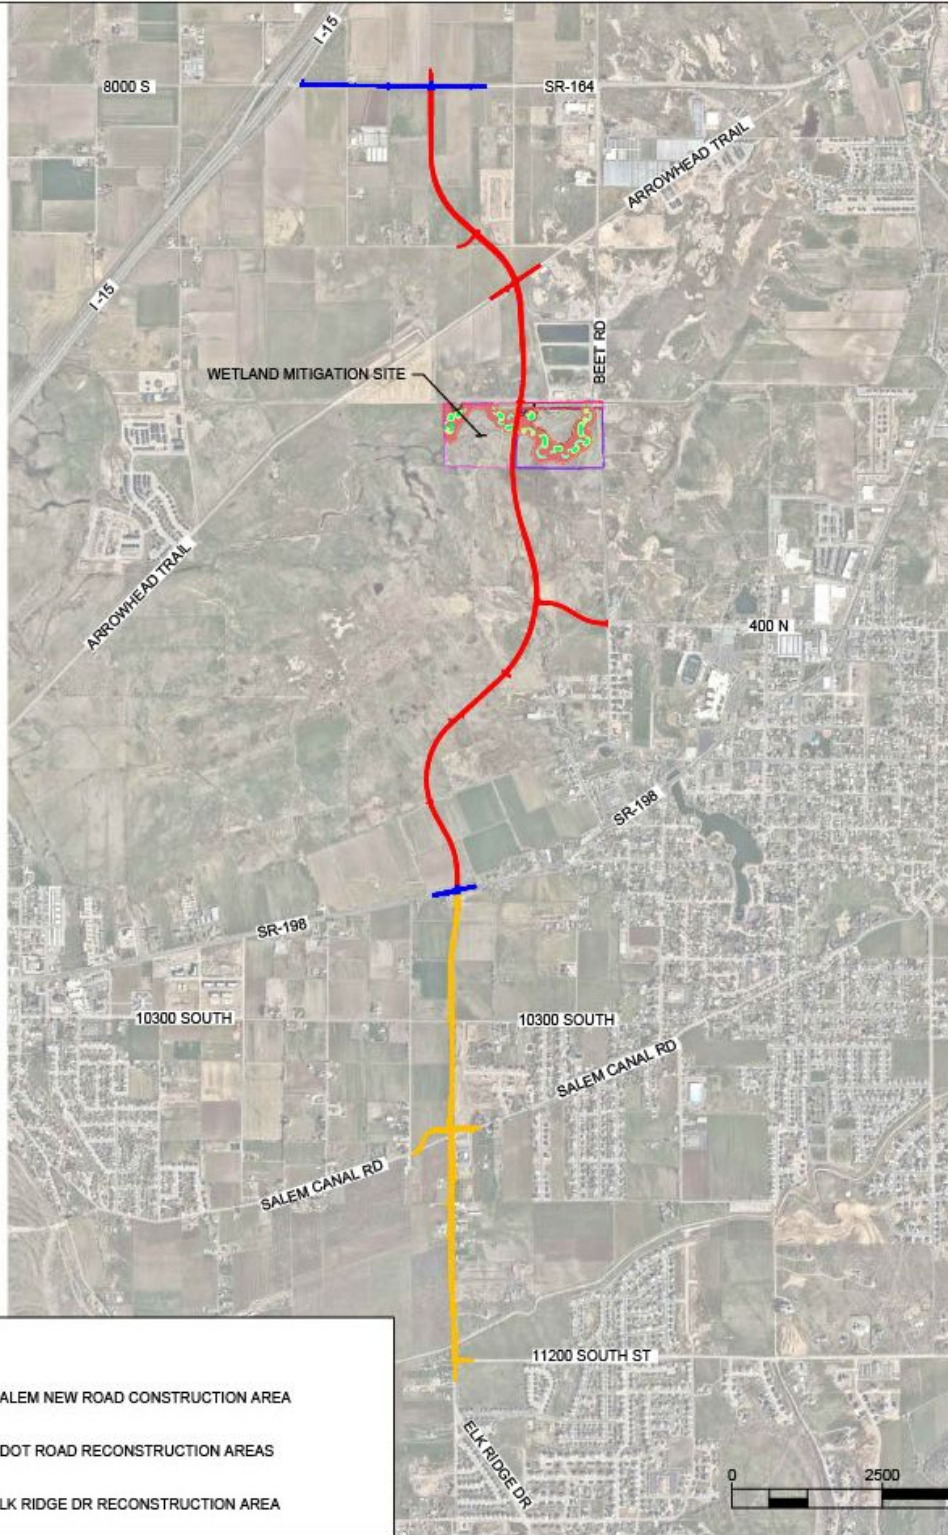 I-15
8000 S
SR-164
ARROWHEAD TRAIL
I-15
BEET RD
WETLAND MITIGATION SITE
ARROWHEAD TRAIL
400 N
SR-198
SR-198
10300 SOUTH
10300 SOUTH
SALEM CANAL RD
SALEM CANAL RD
11200 SOUTH ST
ALEM NEW ROAD CONSTRUCTION AREA
DOT ROAD RECONSTRUCTION AREAS
LK RIDGE DR RECONSTRUCTION AREA
ELK RIDGE DR
0 2500